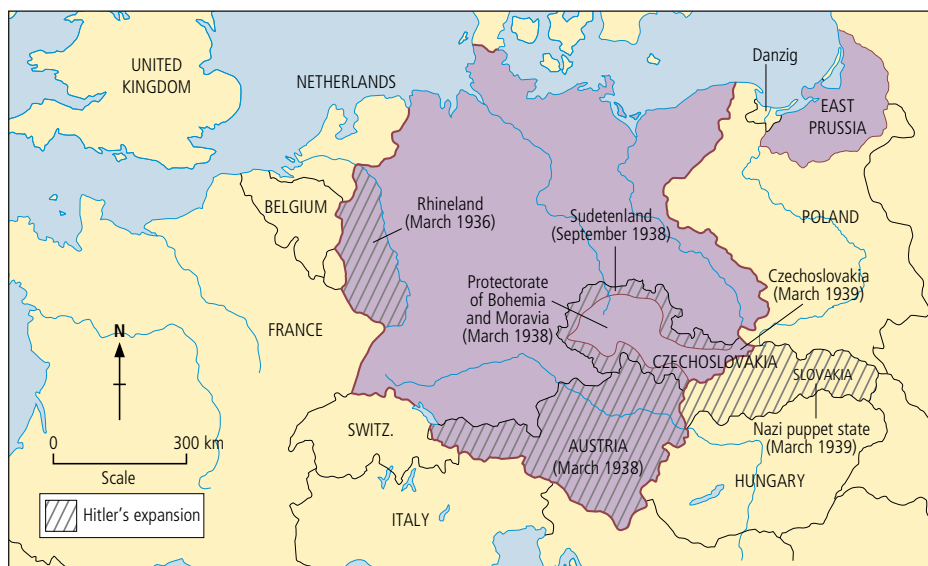 UNITED
KINGDOM
NETHERLANDS
Danzig
EAST
PRUSSIA
BELGIUM
Rhineland
(March 1936)
Sudetenland
(September 1938)
POLAND
Protectorate
of Bohemia
and Moravia
(March 1938)
Czechoslovakia
(March 1939)
FRANCE
N
CZECHOSLOVAKIA
SLOVAKIA
SWITZ.
AUSTRIA
(March 1938)
Nazi puppet state
(March 1939)
0 300 km
Scale
HUNGARY
ITALY
Hitler's expansion